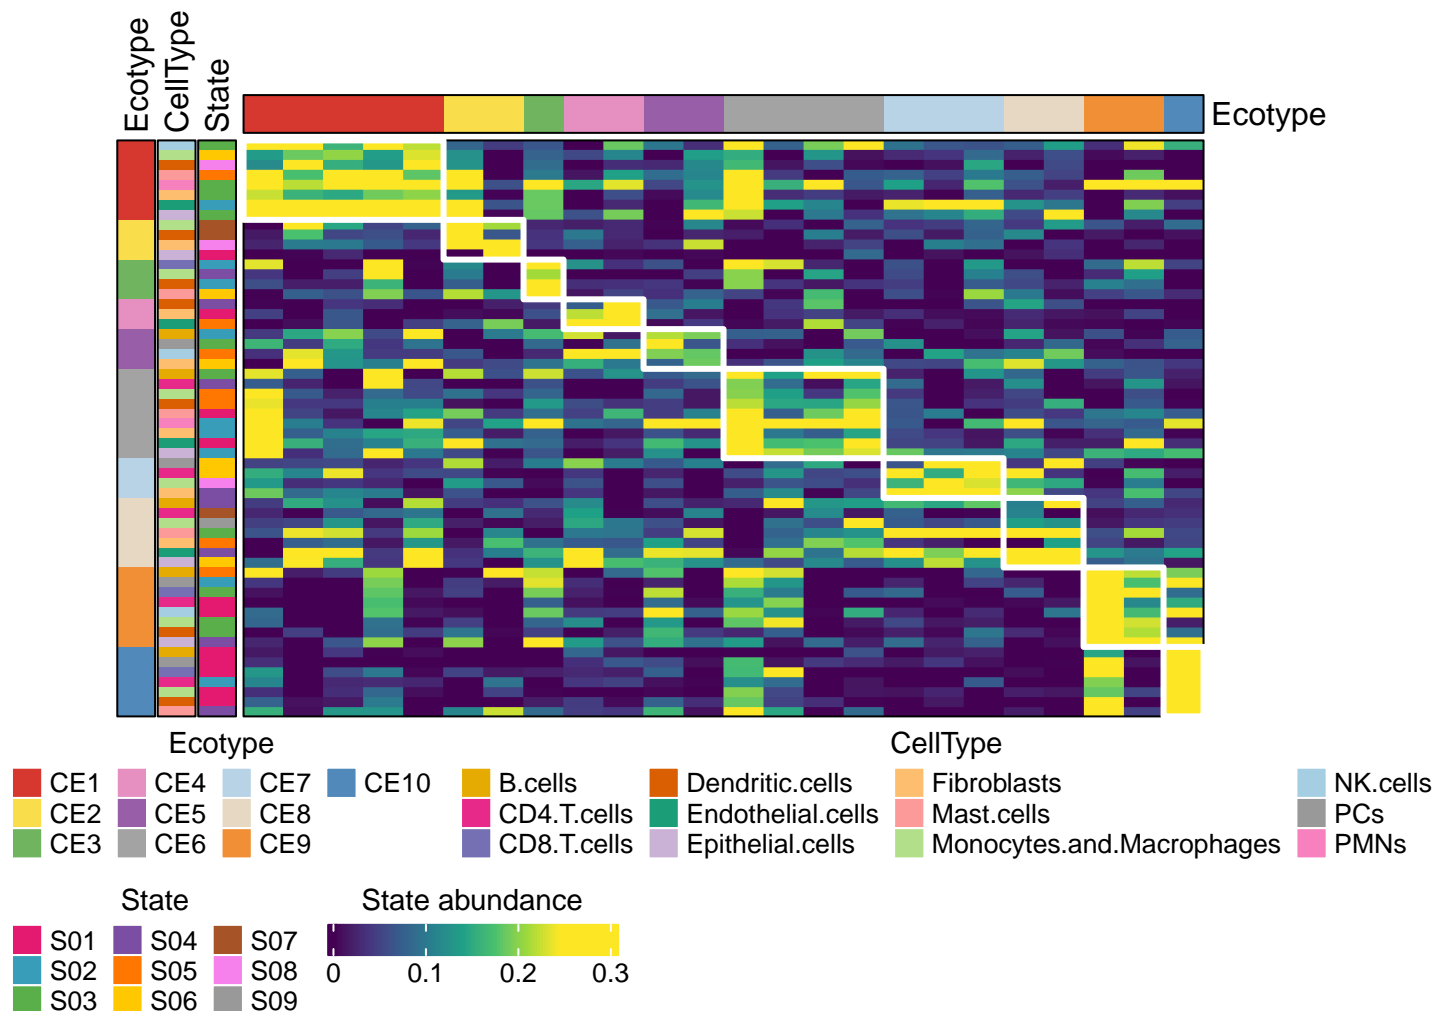 Ecotype
CellType
State
Ecotype
Ecotype
CE1 CE4 CE7 CE10
CE2 CE5 CE8
CE3 CE6 CE9
CellType
B.cells Dendritic.cells Fibroblasts NK.cells
CD4.T.cells Endothelial.cells Mast.cells PCs
CD8.T.cells Epithelial.cells Monocytes.and.Macrophages PMNs
State
S01 S04 S07
S02 S05 S08
S03 S06 S09
State abundance
0 0.1 0.2 0.3